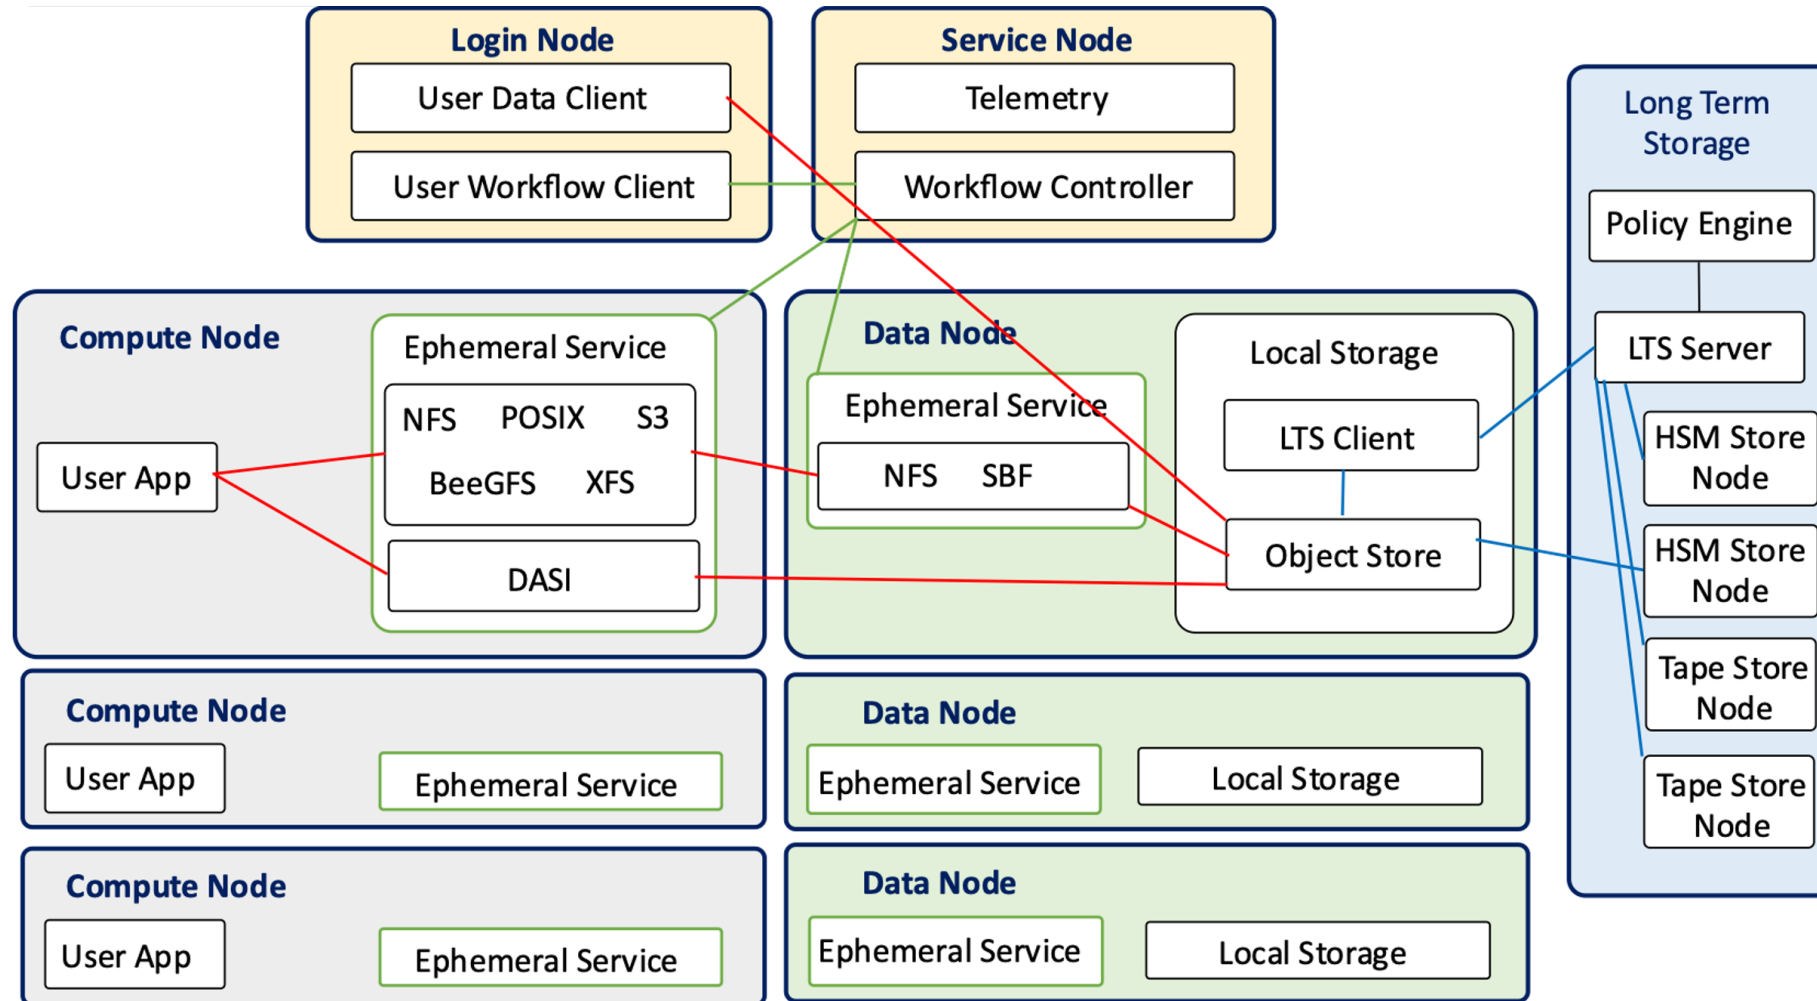 Login Node
User Data Client
User Workflow Client
Service Node
Telemetry
Workflow Controller
Long Term
Storage
Policy Engine
LTS Server
HSM Store
Node
HSM Store
Node
Tape Store
Node
Tape Store
Node
Compute Node
User App
Ephemeral Service
NFS POSIX S3
BeeGFS XFS
DASI
Data Node
Ephemeral Service
NFS SBF
Local Storage
LTS Client
Object Store
Compute Node
User App
Ephemeral Service
Data Node
Ephemeral Service
Local Storage
Compute Node
User App
Ephemeral Service
Data Node
Ephemeral Service
Local Storage